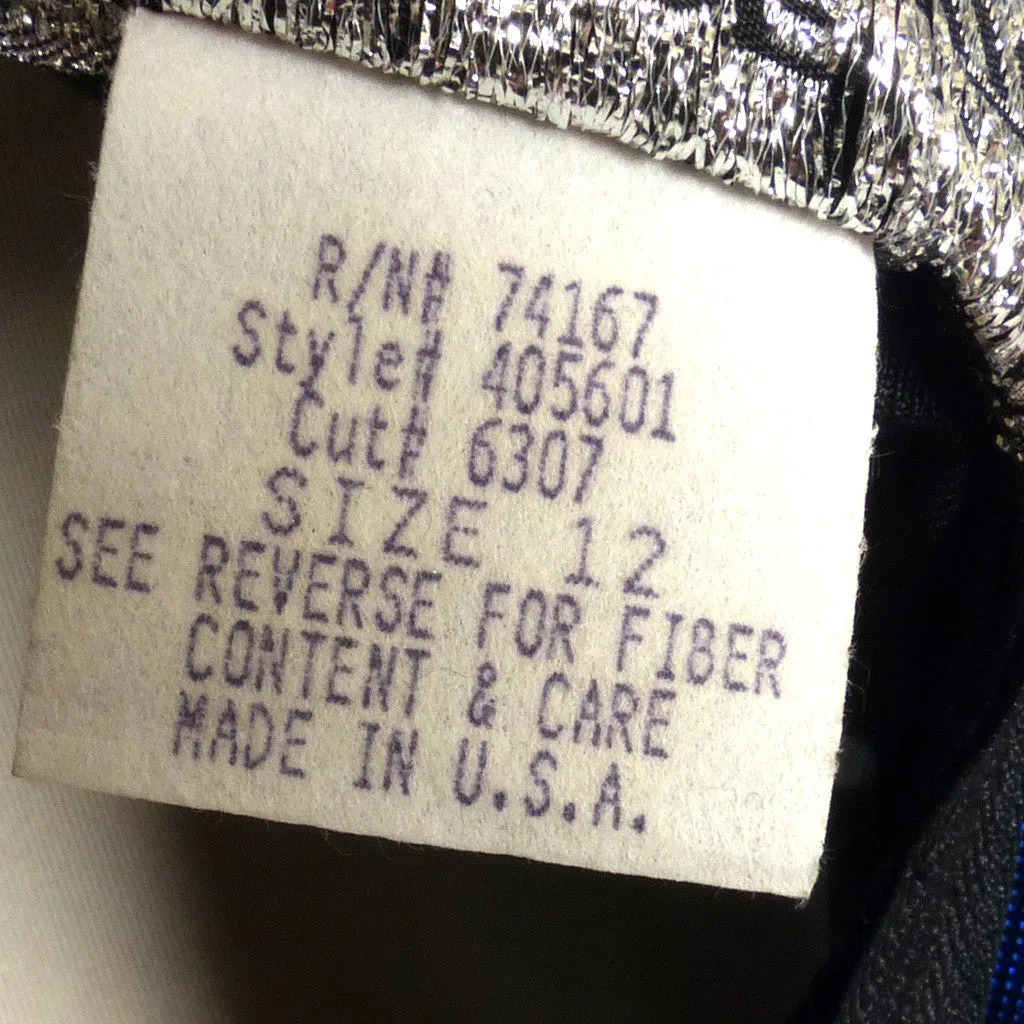 R/N# 74167
Style# 405601
Cut# 6307
SIZE 12
SEE REVERSE FOR FIBER
CONTENT & CARE
MADE IN U.S.A.